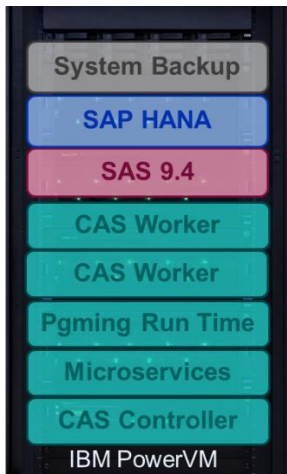 System Backup
SAP HANA
SAS 9.4
CAS Worker
CAS Worker
Pgming Run Time
Microservices
CAS Controller
IBM PowerVM